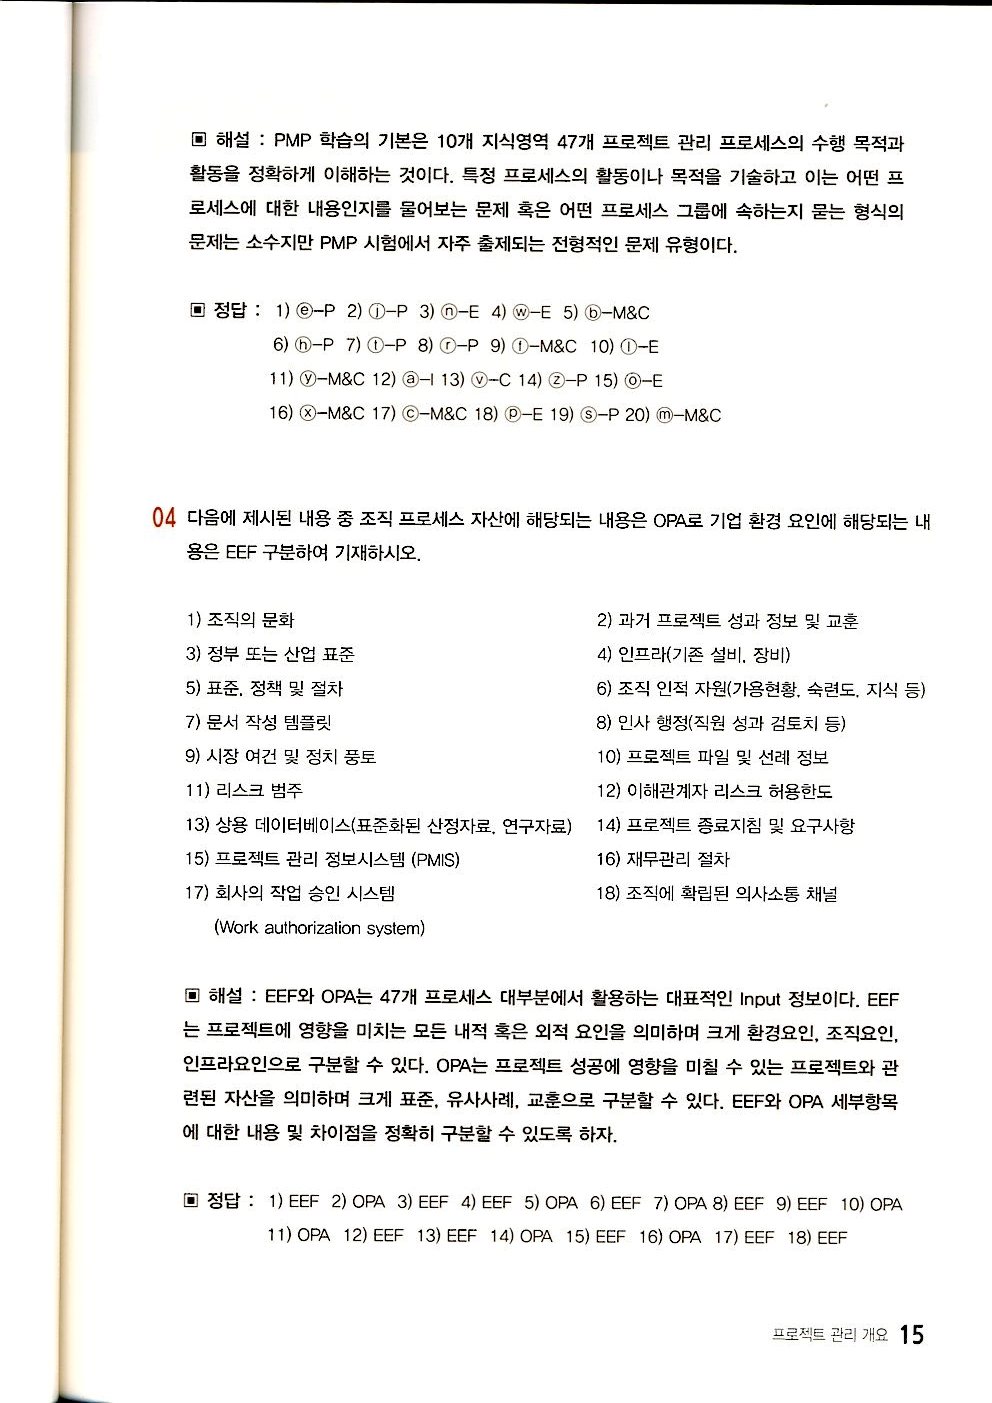 ▣ 해설 : PMP 학습의 기본은 10개 지식영역 47개 프로젝트 관리 프로세스의 수행 목적과
활동을 정확하게 이해하는 것이다. 특정 프로세스의 활동이나 목적을 기술하고 이는 어떤 프
로세스에 대한 내용인지를 물어보는 문제 혹은 어떤 프로세스 그룹에 속하는지 묻는 형식의
문제는 소수지만 PMP 시험에서 자주 출제되는 전형적인 문제 유형이다.
▣ 정답 : 1) ⓔ-P 2) ⓙ-P 3) ⓝ-E 4) ⓦ-E 5) ⓑ-M&C
6) ⓗ-P 7) ⓣ-P 8) ⓡ-P 9) ⓕ-M&C 10) ⓛ-E
11) ⓨ-M&C 12) ⓐ-I 13) ⓥ-C 14) ⓩ-P 15) ⓞ-E
16) ⓧ-M&C 17) ⓒ-M&C 18) ⓟ-E 19) ⓢ-P 20) ⓜ-M&C
04 다음에 제시된 내용 중 조직 프로세스 자산에 해당되는 내용은 OPA로 기업 환경 요인에 해당되는 내
용은 EEF 구분하여 기재하시오.
1) 조직의 문화 2) 과거 프로젝트 성과 정보 및 교훈
3) 정부 또는 산업 표준 4) 인프라(기존 설비, 장비)
5) 표준, 정책 및 절차 6) 조직 인적 자원(가용현황, 숙련도, 지식 등)
7) 문서 작성 템플릿 8) 인사 행정(직원 성과 검토치 등)
9) 시장 여건 및 정치 풍토 10) 프로젝트 파일 및 선례 정보
11) 리스크 범주 12) 이해관계자 리스크 허용한도
13) 상용 데이터베이스(표준화된 산정자료, 연구자료) 14) 프로젝트 종료지침 및 요구사항
15) 프로젝트 관리 정보시스템 (PMIS) 16) 재무관리 절차
17) 회사의 작업 승인 시스템 18) 조직에 확립된 의사소통 채널
(Work authorization system)
▣ 해설 : EEF와 OPA는 47개 프로세스 대부분에서 활용하는 대표적인 Input 정보이다. EEF
는 프로젝트에 영향을 미치는 모든 내적 혹은 외적 요인을 의미하며 크게 환경요인, 조직요인,
인프라요인으로 구분할 수 있다. OPA는 프로젝트 성공에 영향을 미칠 수 있는 프로젝트와 관
련된 자산을 의미하며 크게 표준, 유사사례, 교훈으로 구분할 수 있다. EEF와 OPA 세부항목
에 대한 내용 및 차이점을 정확히 구분할 수 있도록 하자.
▣ 정답 : 1) EEF 2) OPA 3) EEF 4) EEF 5) OPA 6) EEF 7) OPA 8) EEF 9) EEF 10) OPA
11) OPA 12) EEF 13) EEF 14) OPA 15) EEF 16) OPA 17) EEF 18) EEF
프로젝트 관리 개요 15